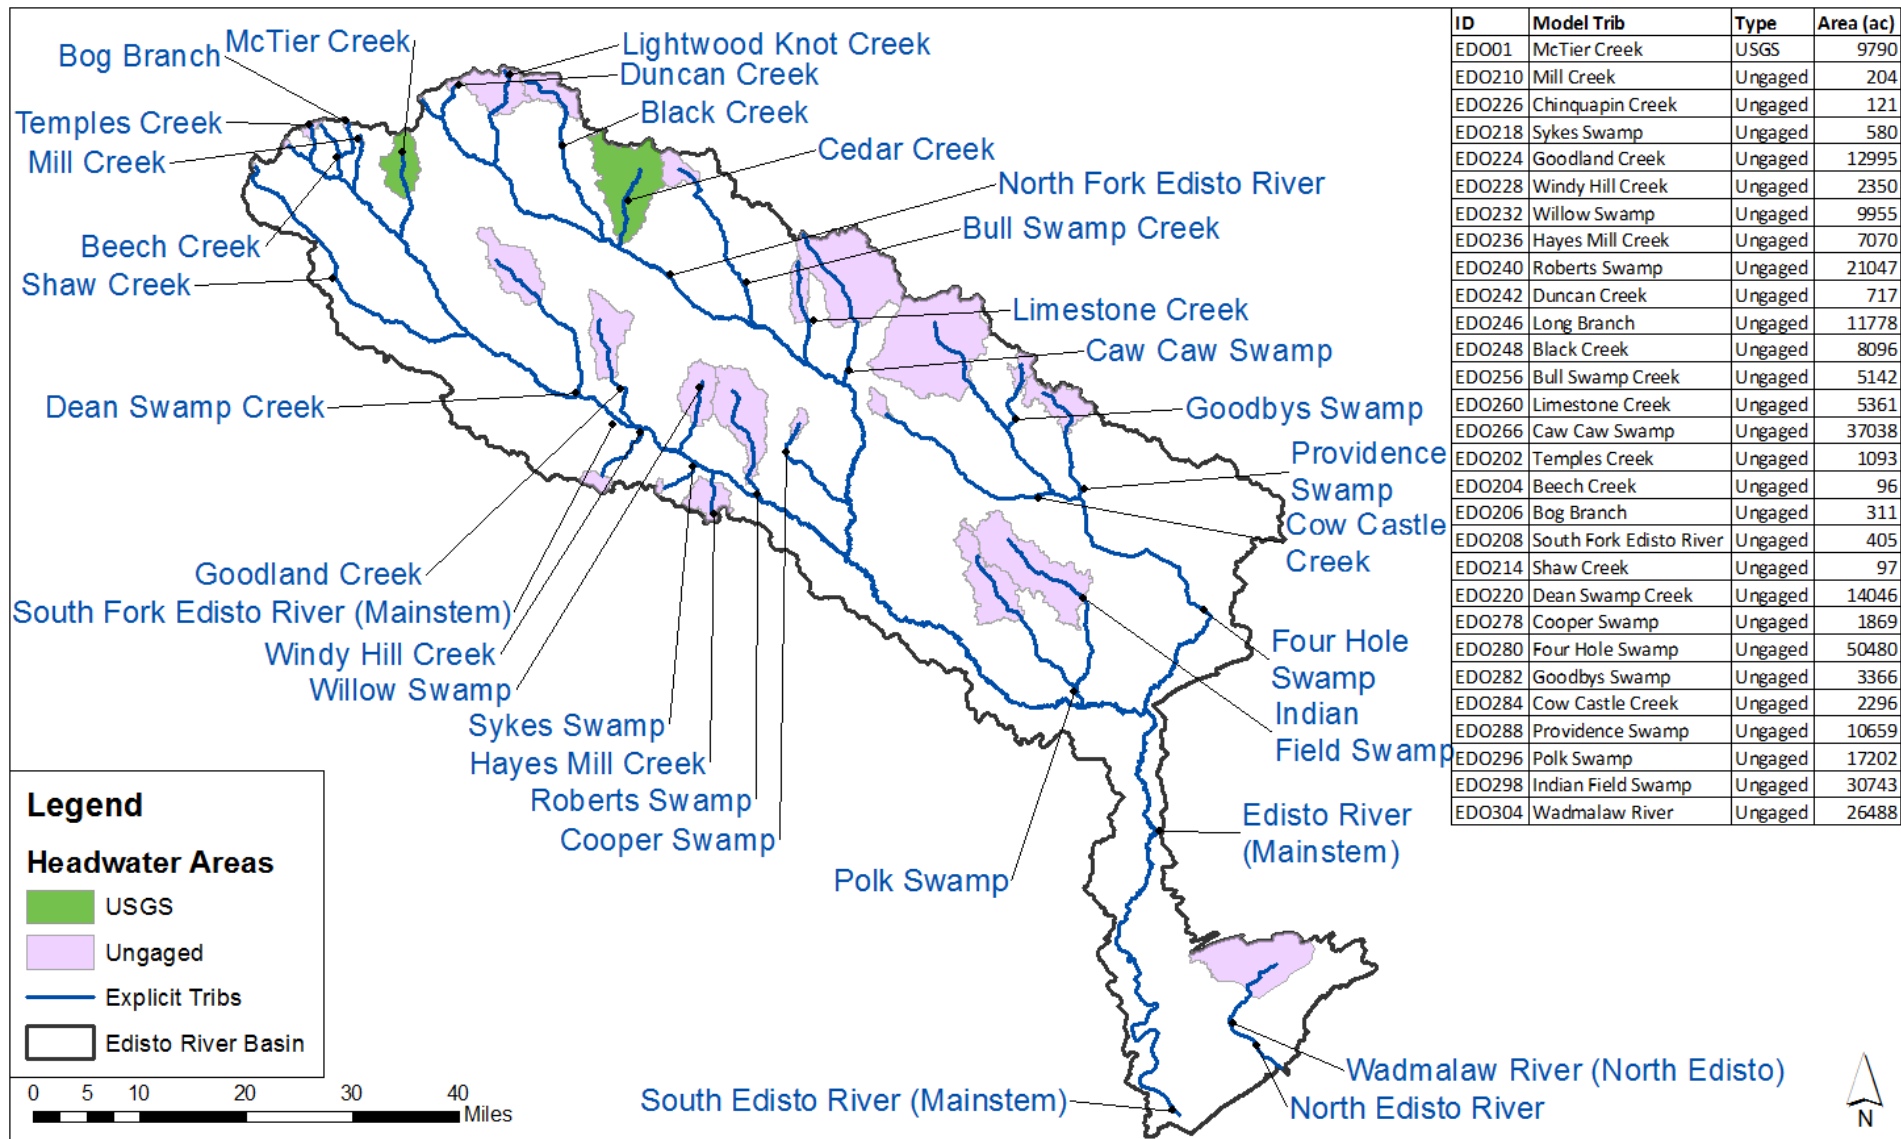 McTier Creek
Bog Branch
Temples Creek
Mill Creek
Beech Creek
Shaw Creek
Lightwood Knot Creek
Duncan Creek
Black Creek
Cedar Creek
North Fork Edisto River
Bull Swamp Creek
Limestone Creek
Caw Caw Swamp
Dean Swamp Creek
Goodbys Swamp
Providence
Swamp
Cow Castle
Creek
Goodland Creek
South Fork Edisto River (Mainstem)
Windy Hill Creek
Willow Swamp
Sykes Swamp
Hayes Mill Creek
Roberts Swamp
Cooper Swamp
Four Hole
Swamp
Indian
Field Swamp
Polk Swamp
Edisto River
(Mainstem)
Wadmalaw River (North Edisto)
North Edisto River
South Edisto River (Mainstem)
ID Model Trib Type Area (ac)
EDO01 McTier Creek USGS 9790
EDO210 Mill Creek Ungaged 204
EDO226 Chinquapin Creek Ungaged 121
EDO218 Sykes Swamp Ungaged 580
EDO224 Goodland Creek Ungaged 12995
EDO228 Windy Hill Creek Ungaged 2350
EDO232 Willow Swamp Ungaged 9955
EDO236 Hayes Mill Creek Ungaged 7070
EDO240 Roberts Swamp Ungaged 21047
EDO242 Duncan Creek Ungaged 717
EDO246 Long Branch Ungaged 11778
EDO248 Black Creek Ungaged 8096
EDO256 Bull Swamp Creek Ungaged 5142
EDO260 Limestone Creek Ungaged 5361
EDO266 Caw Caw Swamp Ungaged 37038
EDO202 Temples Creek Ungaged 1093
EDO204 Beech Creek Ungaged 96
EDO206 Bog Branch Ungaged 311
EDO208 South Fork Edisto River Ungaged 405
EDO214 Shaw Creek Ungaged 97
EDO220 Dean Swamp Creek Ungaged 14046
EDO278 Cooper Swamp Ungaged 1869
EDO280 Four Hole Swamp Ungaged 50480
EDO282 Goodbys Swamp Ungaged 3366
EDO284 Cow Castle Creek Ungaged 2296
EDO288 Providence Swamp Ungaged 10659
EDO296 Polk Swamp Ungaged 17202
EDO298 Indian Field Swamp Ungaged 30743
EDO304 Wadmalaw River Ungaged 26488
Legend
Headwater Areas
USGS
Ungaged
Explicit Tribs
Edisto River Basin
0 5 10 20 30 40
Miles
N